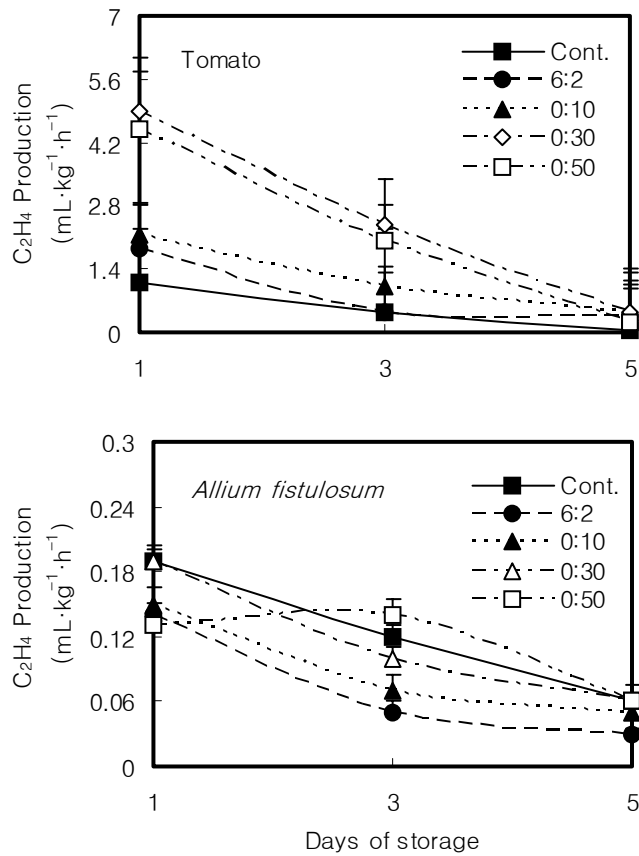 7
5.6
4.2
2.8
1.4
0
C₂H₄ Production
(mL·kg⁻¹·h⁻¹)
Tomato
Cont.
6:2
0:10
0:30
0:50
1
3
5
0.3
0.24
0.18
0.12
0.06
0
C₂H₄ Production
(mL·kg⁻¹·h⁻¹)
Allium fistulosum
Cont.
6:2
0:10
0:30
0:50
1
3
5
Days of storage